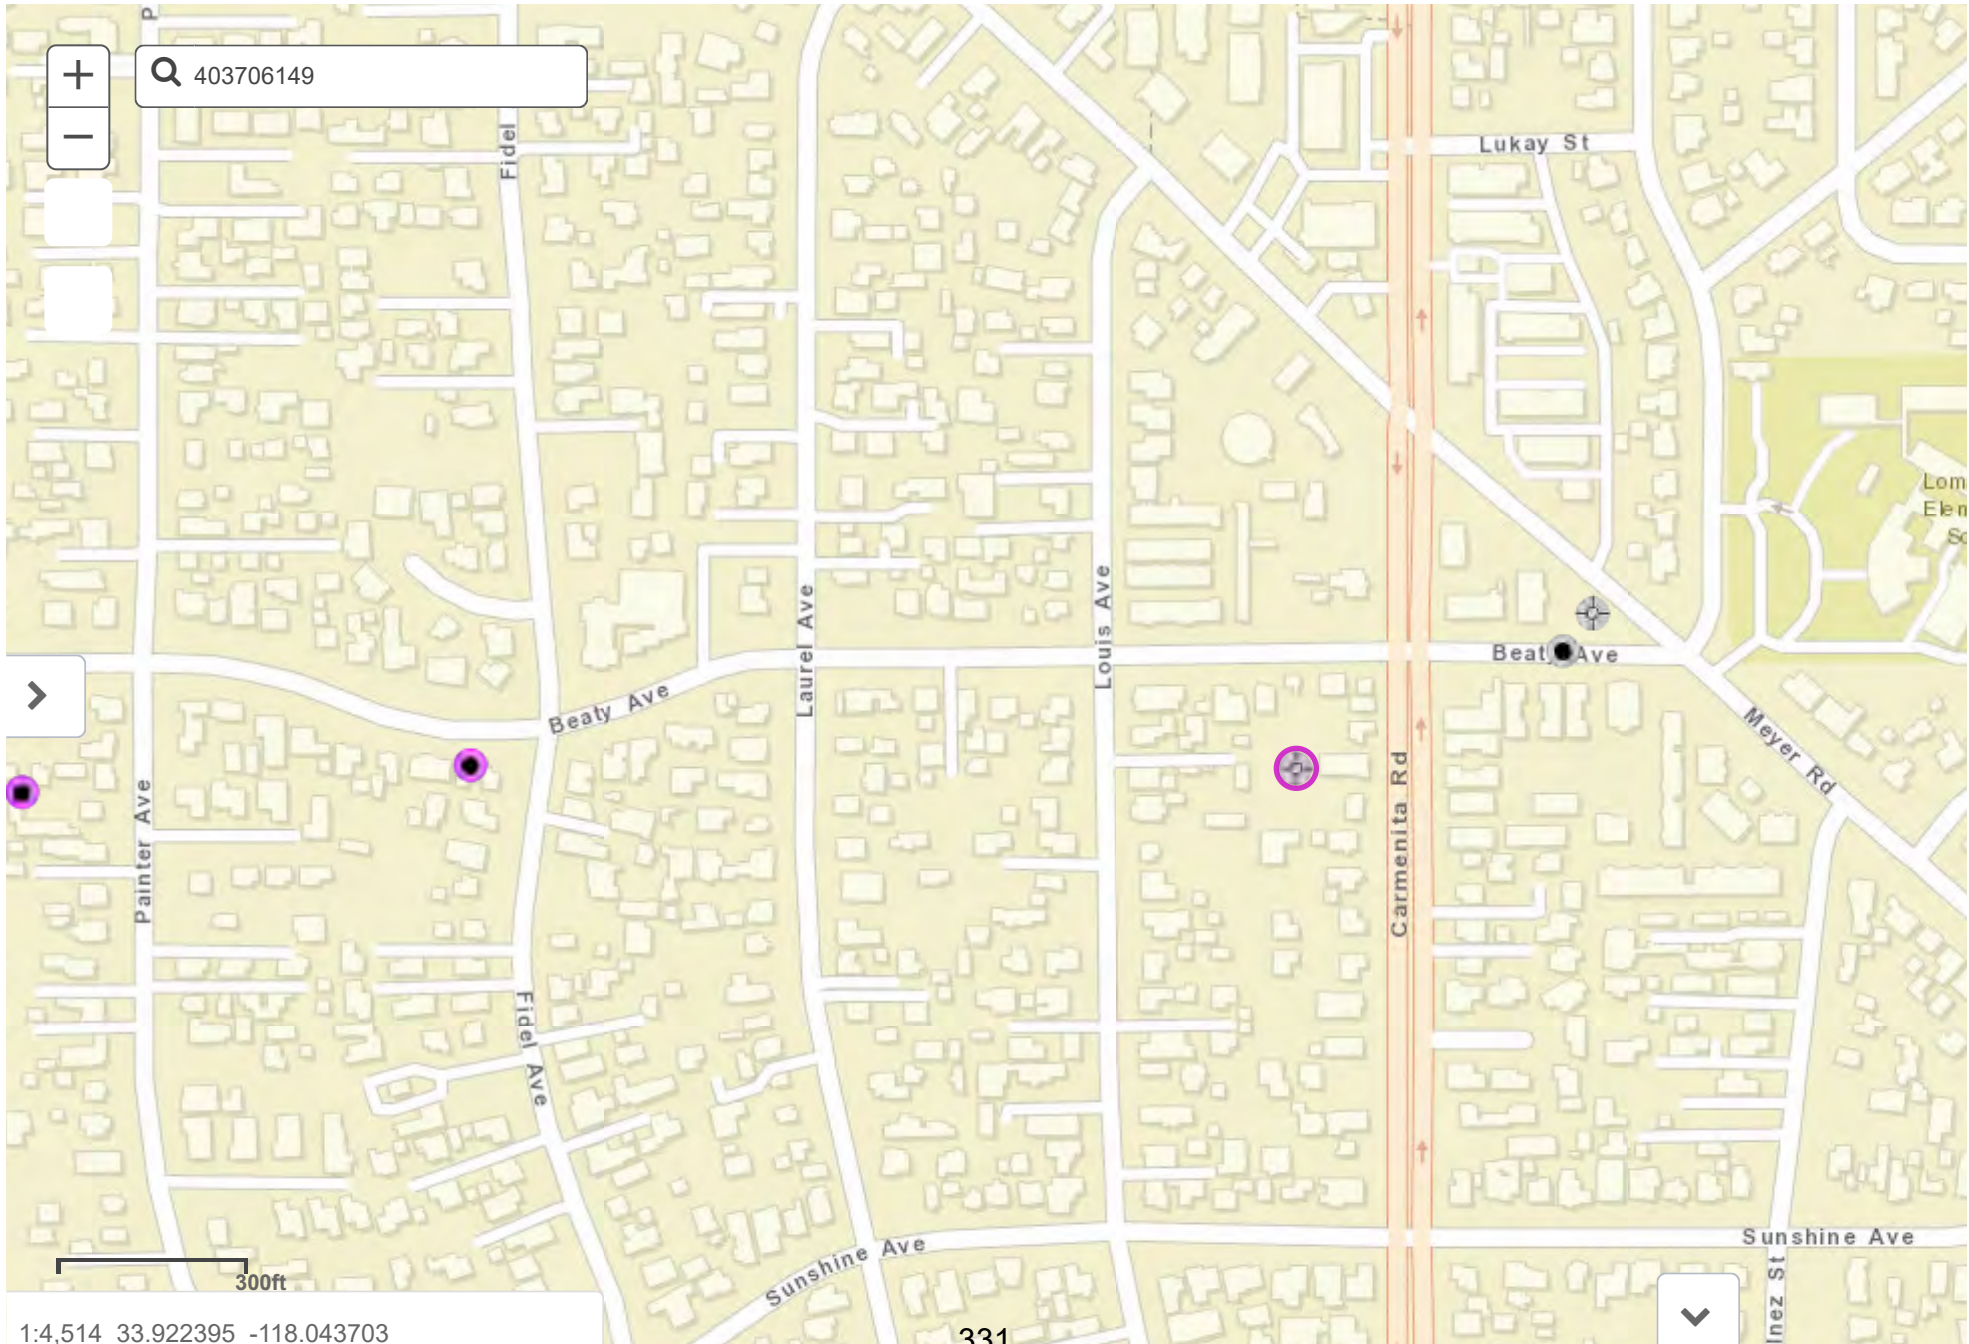 P
403706149
Fidel
Lukay St
Lom
Elem
Sc
Laurel Ave
Louis Ave
Beaty Ave
Beaty Ave
Meyer Rd
Painter Ave
Carmenita Rd
Fidel Ave
Sunshine Ave
Sunshine Ave
Inez St
300ft
1:4,514 33.922395 -118.043703
331